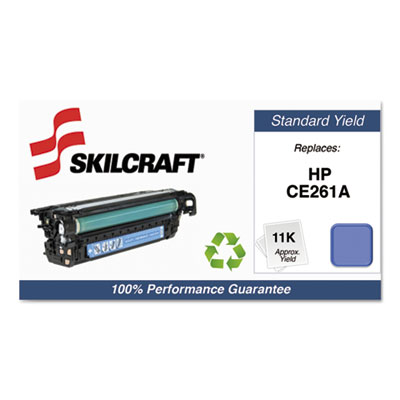 SKILCRAFT®
Standard Yield
Replaces:
HP
CE261A
11K
Approx.
Yield
100% Performance Guarantee